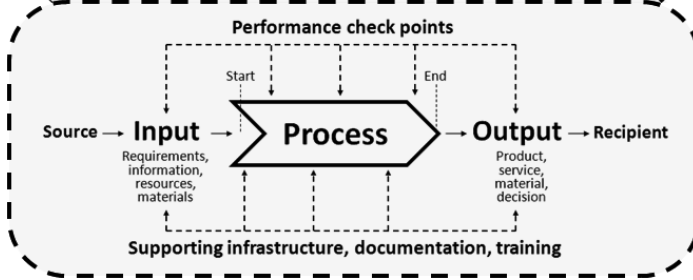 Performance check points
Start
End
Source
Input
Process
Output
Recipient
Requirements,
information,
resources,
materials
Product,
service,
material,
decision
Supporting infrastructure, documentation, training